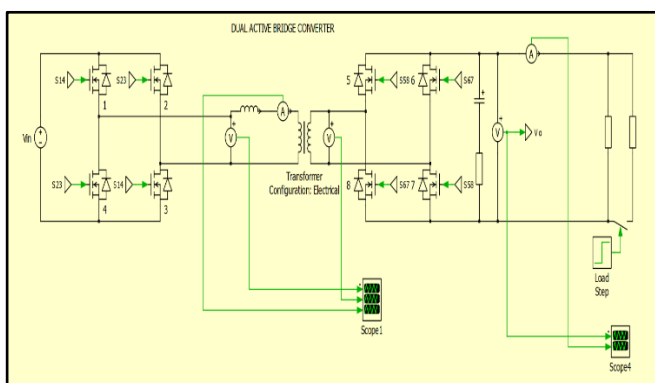 DUAL ACTIVE BRIDGE CONVERTER
S14
S23
5
S58
6
S67
1
2
A
A
Vin
V
V
V
Vo
S23
S14
Transformer
Configuration: Electrical
8
S67
7
S58
4
3
Load
Step
Scope1
Scope4